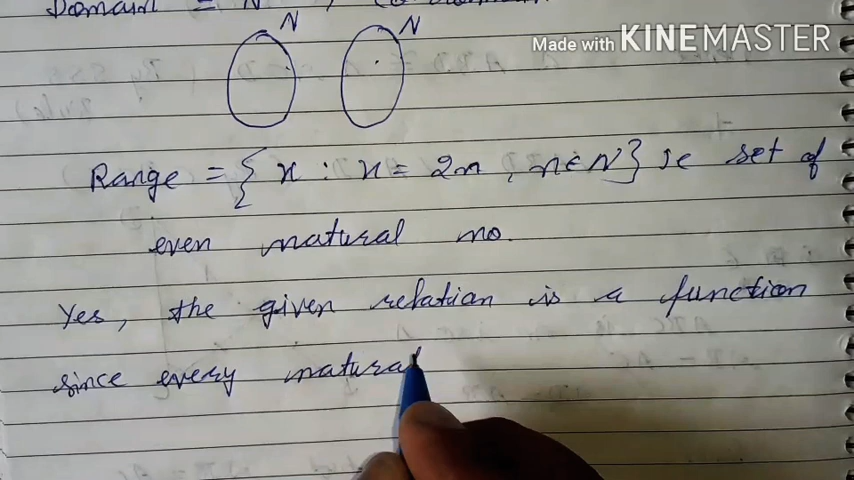 Domain = N
N N
Made with KINEMASTER
Range = { x : x = 2n , n ∈ N } ie set of
even natural no.
Yes, the given relation is a function
since every natural